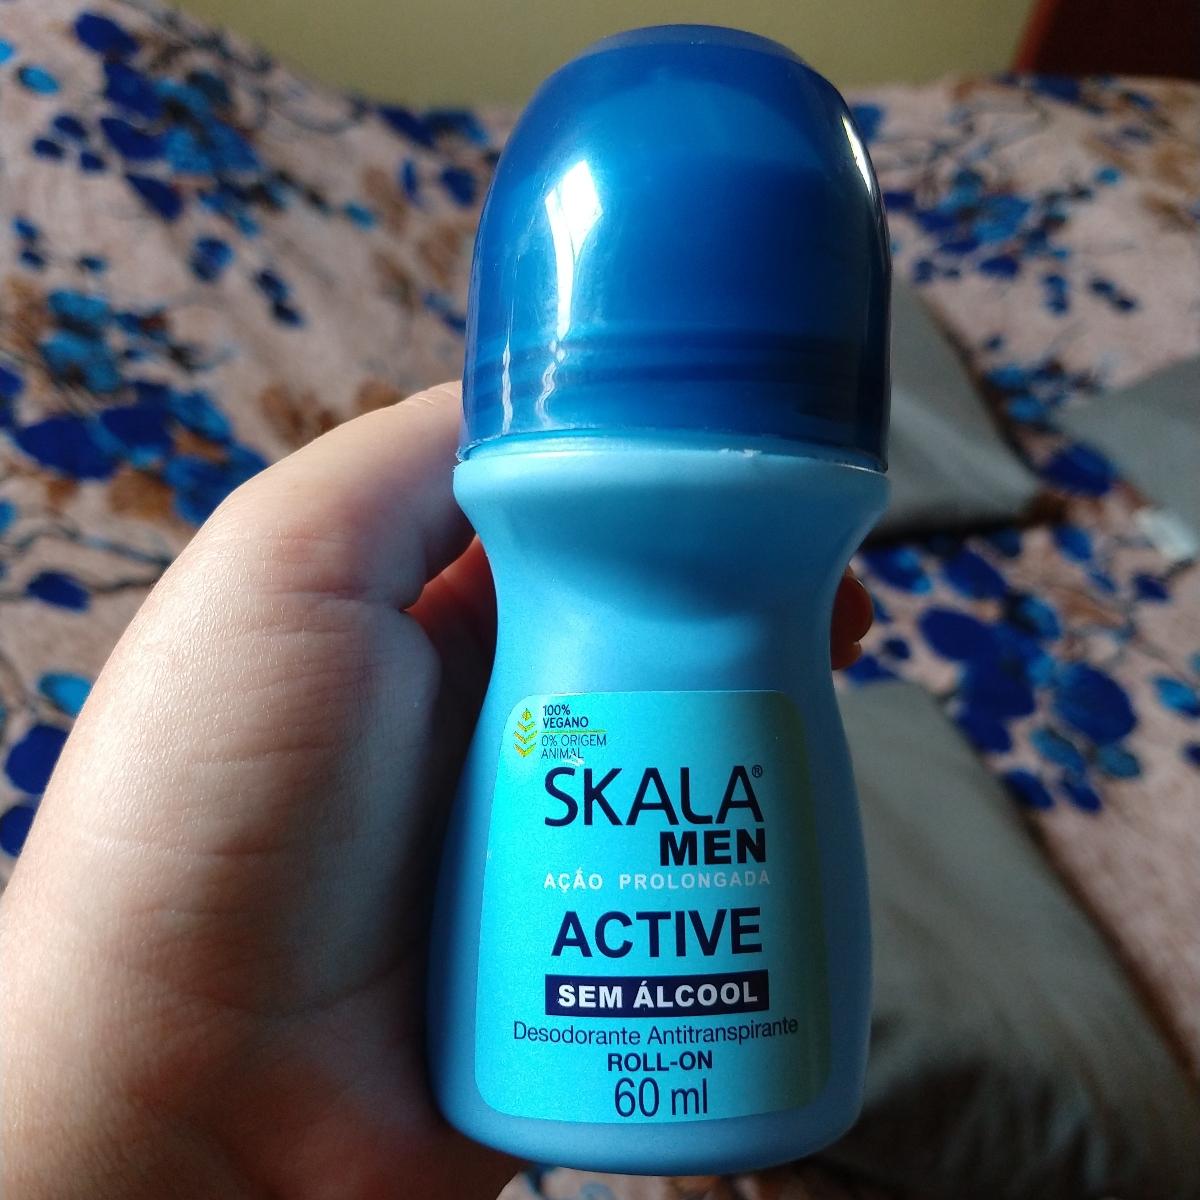 100%
VEGANO
0% ORIGEM
ANIMAL
SKALA®
MEN
AÇÃO PROLONGADA
ACTIVE
SEM ÁLCOOL
Desodorante Antitranspirante
ROLL-ON
60 ml